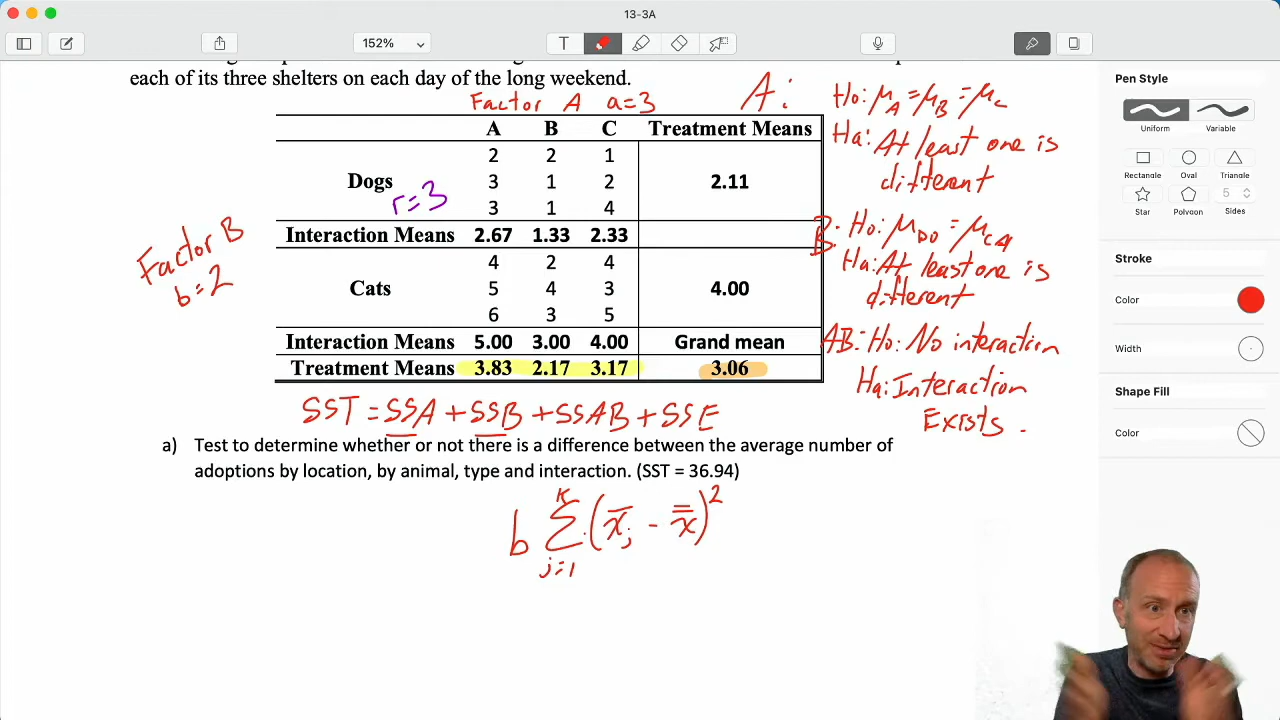 13-3A
152%
T
each of its three shelters on each day of the long weekend.
Factor A a=3
A:
A B C Treatment Means
2 2 1
Dogs 3 1 2 2.11
r=3
3 1 4
Interaction Means 2.67 1.33 2.33
Factor B
b=2
4 2 4
Cats 5 4 3 4.00
6 3 5
Interaction Means 5.00 3.00 4.00 Grand mean
Treatment Means 3.83 2.17 3.17 3.06
Ho: μA = μB = μC
Ha: At least one is
different
B: Ho: μDO = μCA
Ha: At least one is
different
AB: Ho: No interaction
Ha: Interaction
Exists.
SST = SSA + SSB + SSAB + SSE
a) Test to determine whether or not there is a difference between the average number of
adoptions by location, by animal, type and interaction. (SST = 36.94)
b Σ_{j=1}^{k} (x̄j - x̿)²
Pen Style
Uniform Variable
Rectangle Oval Triangle
5
Star Polygon Sides
Stroke
Color
Width
Shape Fill
Color